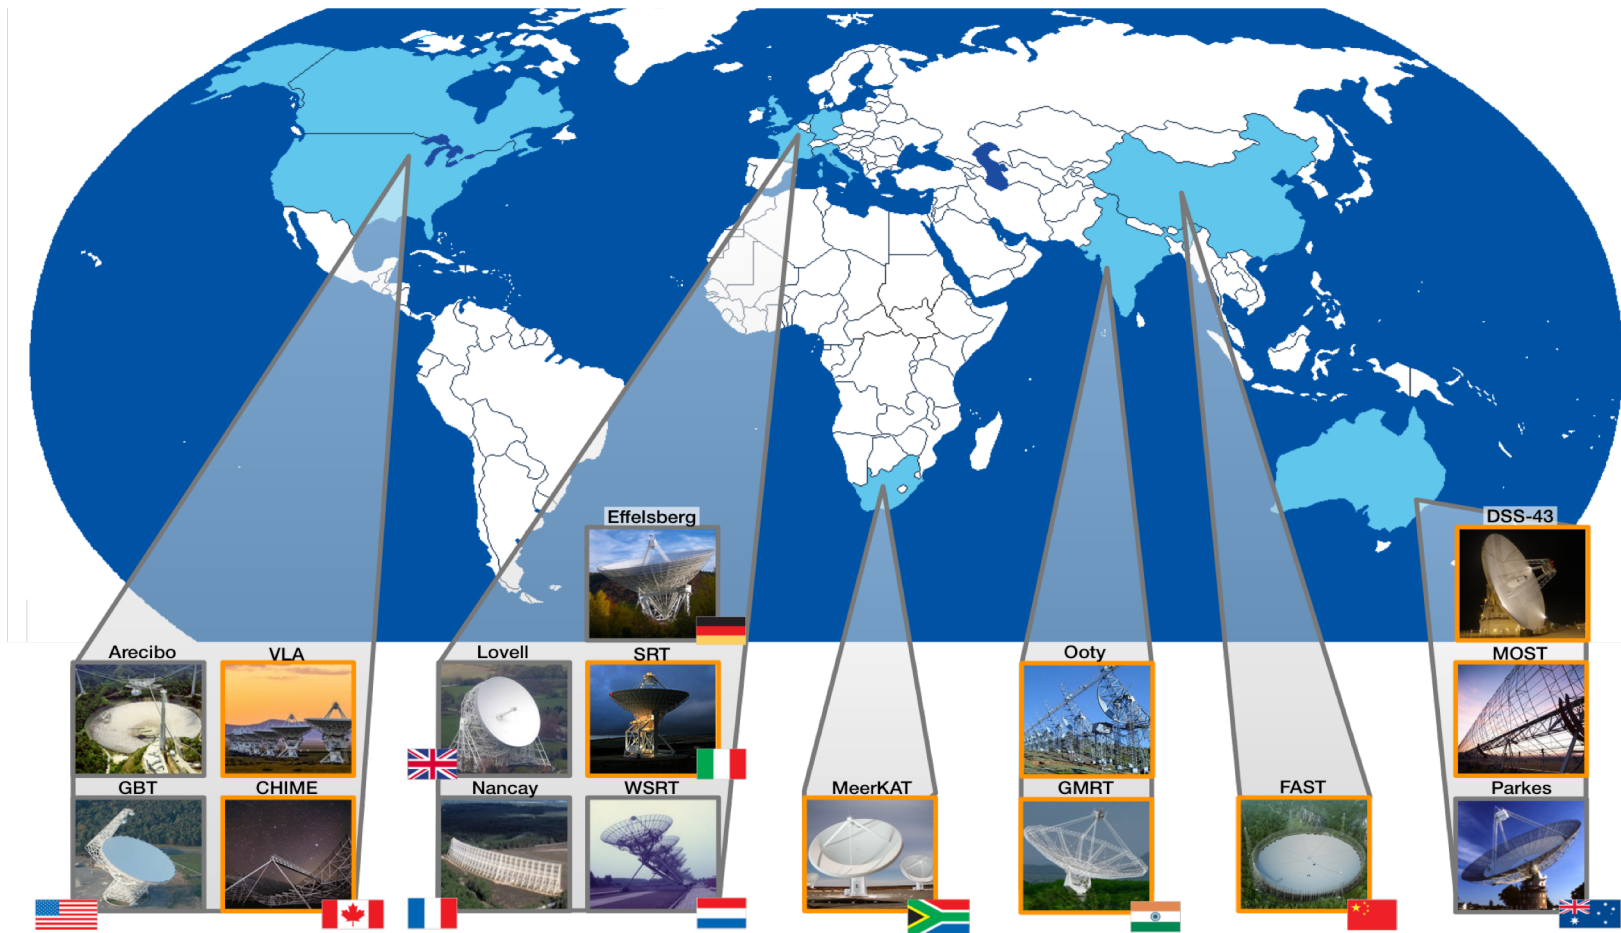 Effelsberg
DSS-43
Arecibo
VLA
Lovell
SRT
Ooty
MOST
GBT
CHIME
Nancay
WSRT
MeerKAT
GMRT
FAST
Parkes